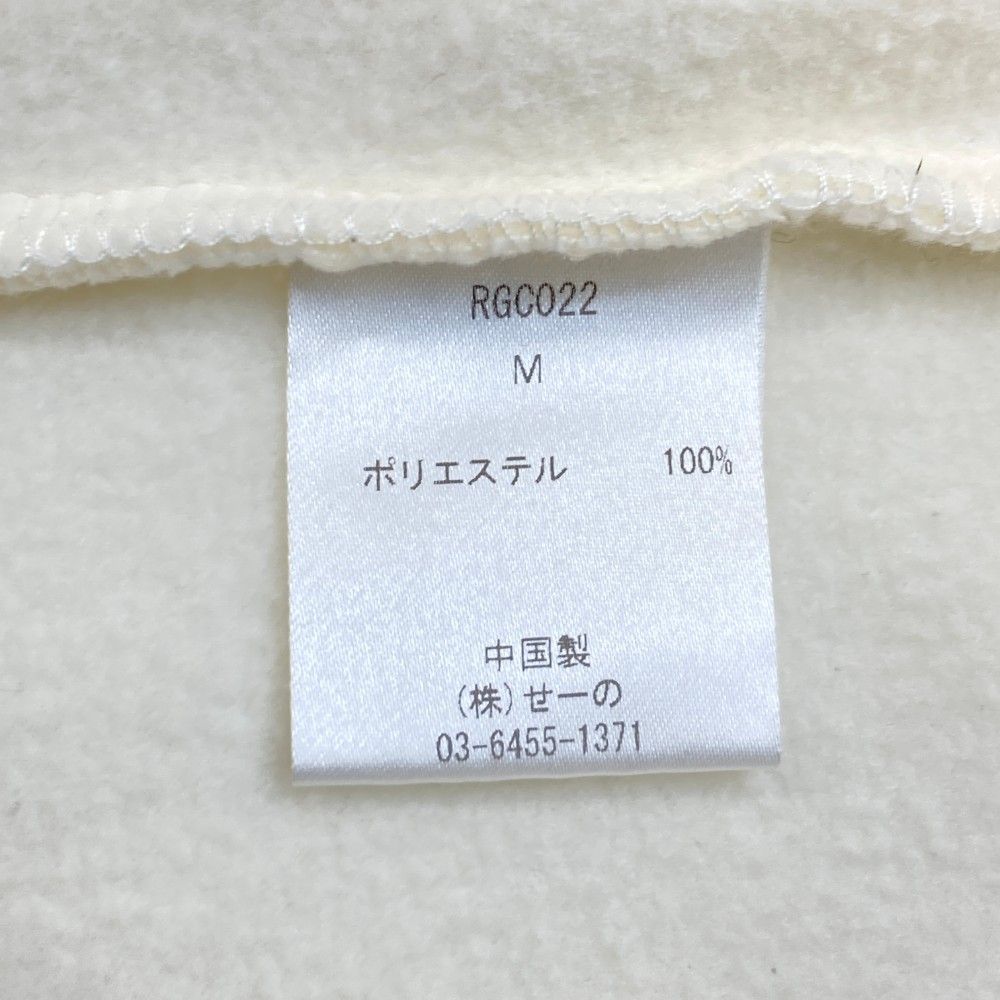 RGC022
M
ポリエステル 100%
中国製
(株)せーの
03-6455-1371